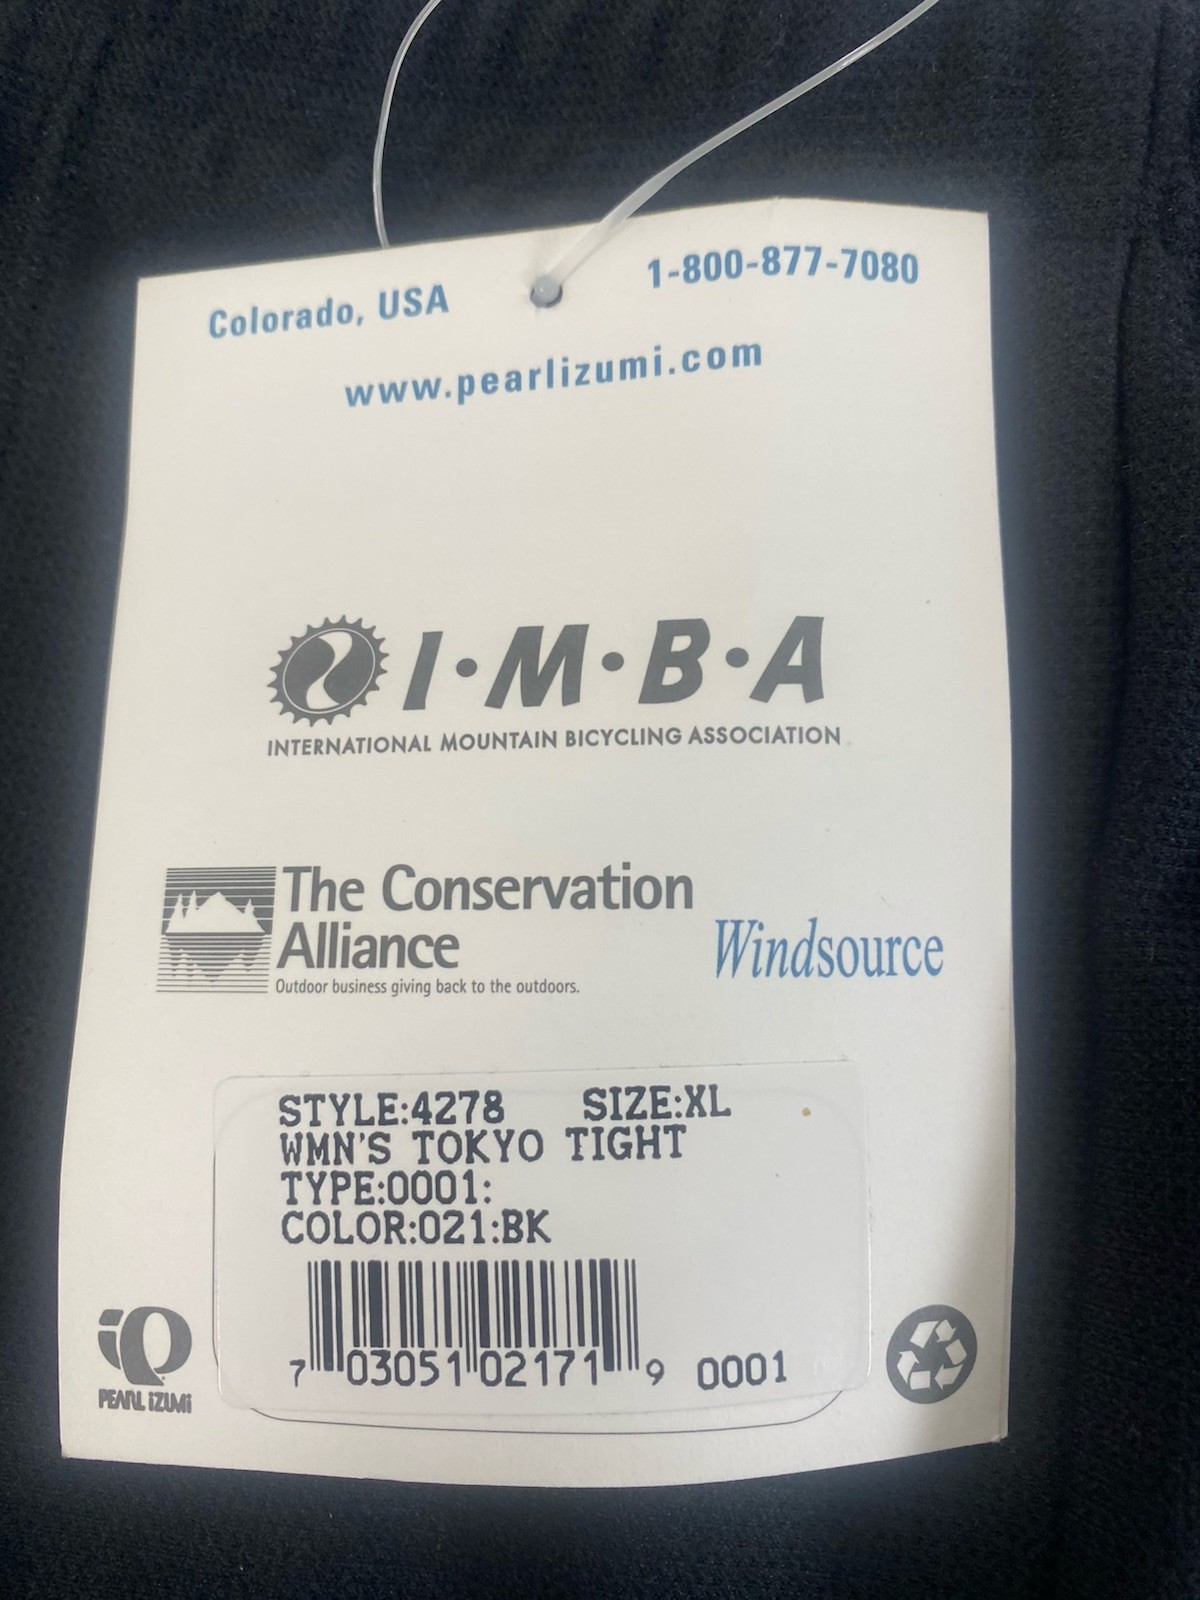 Colorado, USA
1-800-877-7080
www.pearlizumi.com
I·M·B·A
INTERNATIONAL MOUNTAIN BICYCLING ASSOCIATION
The Conservation
Alliance
Outdoor business giving back to the outdoors.
Windsource
STYLE:4278 SIZE:XL
WMN'S TOKYO TIGHT
TYPE:0001:
COLOR:021:BK
7 03051 02171 9 0001
PEARL iZUMi